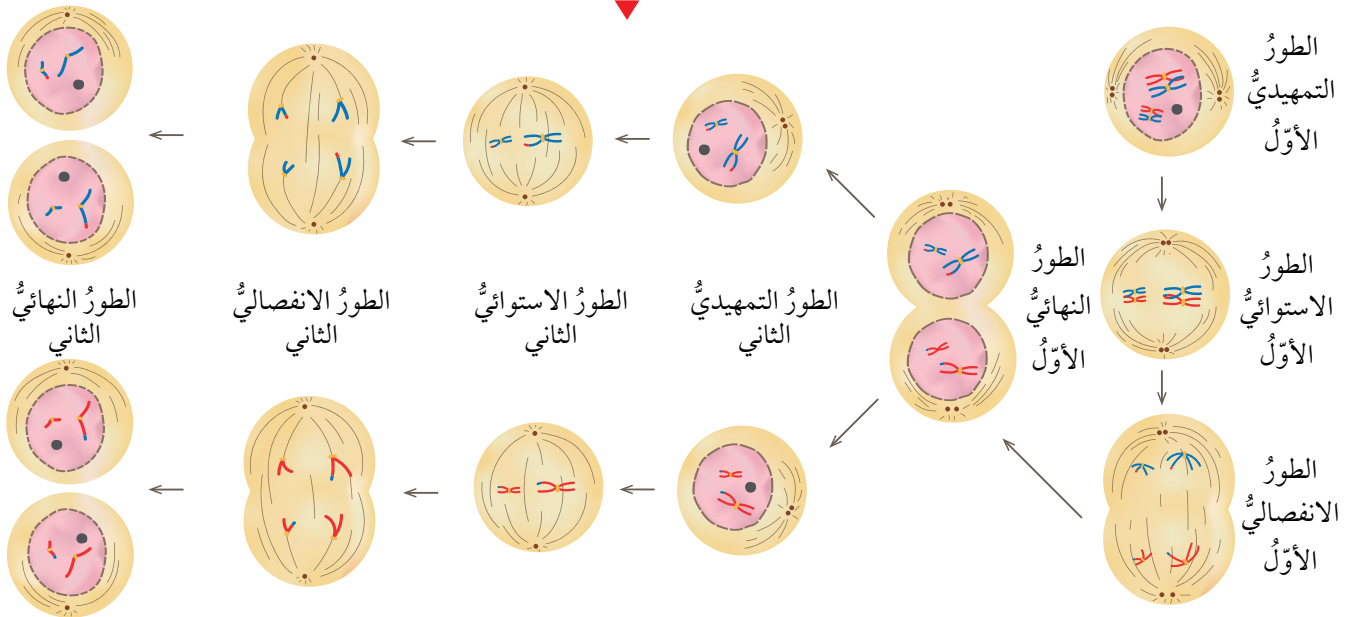 الطورُ
التمهيديُّ
الأوّلُ
الطورُ
الاستوائيُّ
الأوّلُ
الطورُ
الانفصاليُّ
الأوّلُ
الطورُ
النهائيُّ
الأوّلُ
الطورُ التمهيديُّ
الثاني
الطورُ الاستوائيُّ
الثاني
الطورُ الانفصاليُّ
الثاني
الطورُ النهائيُّ
الثاني